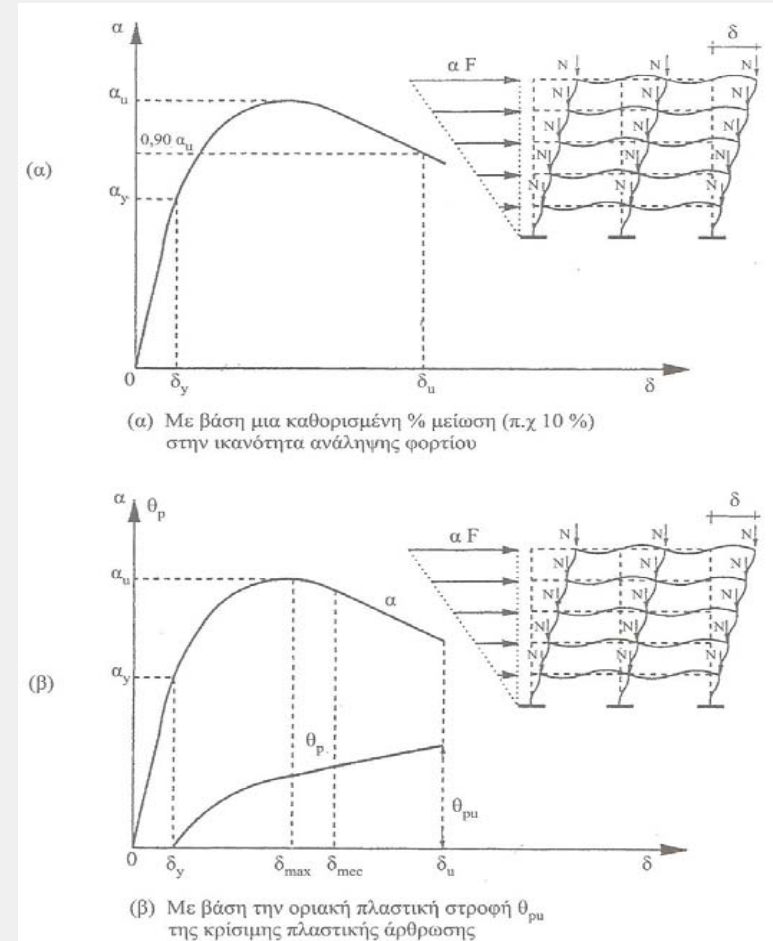 α
α F
δ
N N N
N N N
N N N
N N N
N N N
α_u
0,90 α_u
α_y
(α)
0 δ_y δ_u δ
(α) Με βάση μια καθορισμένη % μείωση (π.χ 10 %)
στην ικανότητα ανάληψης φορτίου
α θ_p
α F
δ
N N N
N N N
N N N
N N N
N N N
α_u
α
α_y
(β)
θ_p
θ_pu
0 δ_y δ_max δ_mec δ_u δ
(β) Με βάση την οριακή πλαστική στροφή θ_pu
της κρίσιμης πλαστικής άρθρωσης